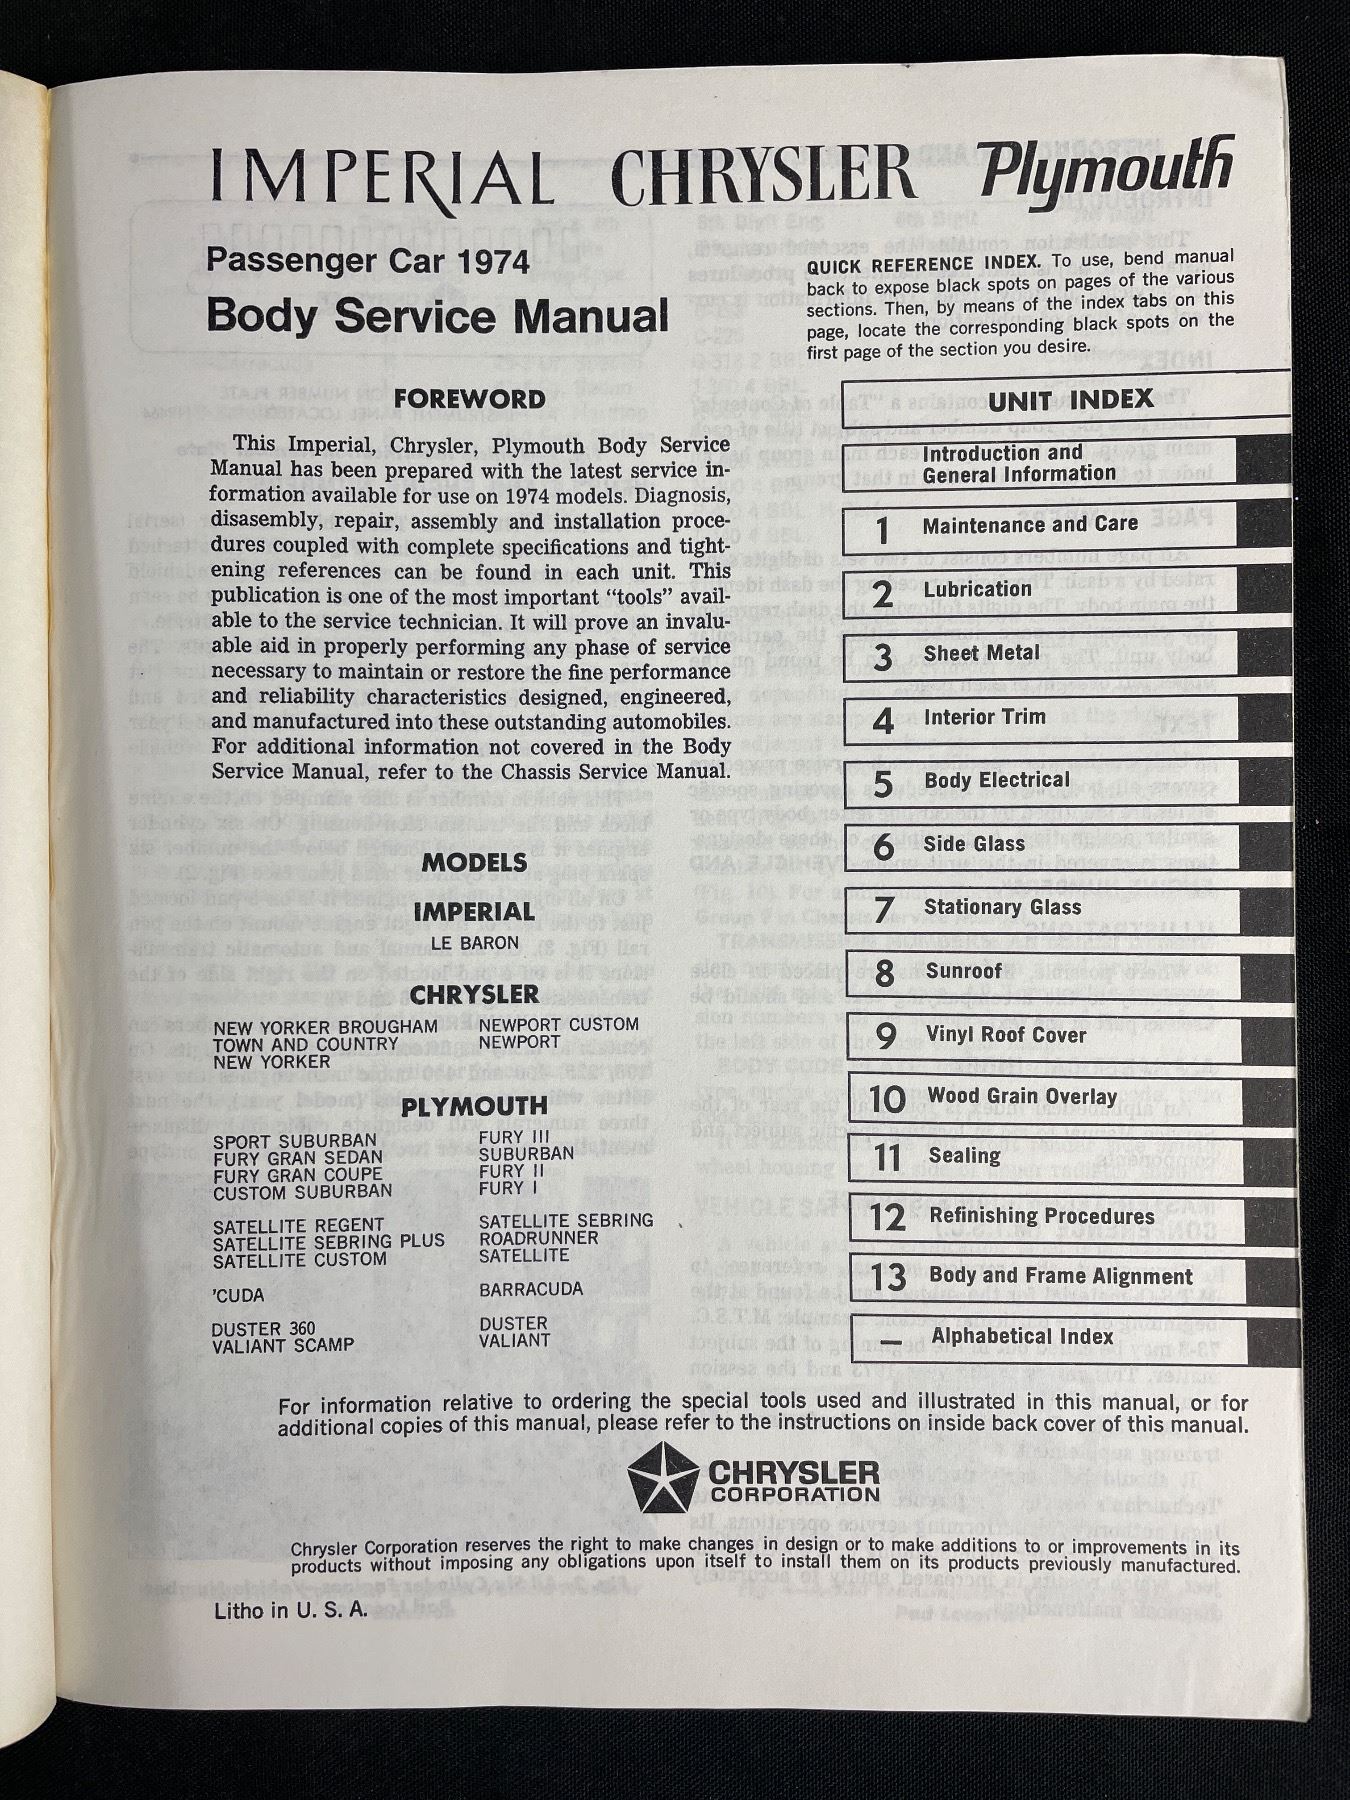 IMPERIAL CHRYSLER Plymouth
Passenger Car 1974
Body Service Manual
FOREWORD
This Imperial, Chrysler, Plymouth Body Service
Manual has been prepared with the latest service in-
formation available for use on 1974 models. Diagnosis,
disasembly, repair, assembly and installation proce-
dures coupled with complete specifications and tight-
ening references can be found in each unit. This
publication is one of the most important “tools” avail-
able to the service technician. It will prove an invalu-
able aid in properly performing any phase of service
necessary to maintain or restore the fine performance
and reliability characteristics designed, engineered,
and manufactured into these outstanding automobiles.
For additional information not covered in the Body
Service Manual, refer to the Chassis Service Manual.
MODELS
IMPERIAL
LE BARON
CHRYSLER
NEW YORKER BROUGHAM NEWPORT CUSTOM
TOWN AND COUNTRY NEWPORT
NEW YORKER
PLYMOUTH
SPORT SUBURBAN FURY III
FURY GRAN SEDAN SUBURBAN
FURY GRAN COUPE FURY II
CUSTOM SUBURBAN FURY I
SATELLITE REGENT SATELLITE SEBRING
SATELLITE SEBRING PLUS ROADRUNNER
SATELLITE CUSTOM SATELLITE
'CUDA BARRACUDA
DUSTER 360 DUSTER
VALIANT SCAMP VALIANT
QUICK REFERENCE INDEX. To use, bend manual
back to expose black spots on pages of the various
sections. Then, by means of the index tabs on this
page, locate the corresponding black spots on the
first page of the section you desire.
UNIT INDEX
Introduction and
General Information
1 Maintenance and Care
2 Lubrication
3 Sheet Metal
4 Interior Trim
5 Body Electrical
6 Side Glass
7 Stationary Glass
8 Sunroof
9 Vinyl Roof Cover
10 Wood Grain Overlay
11 Sealing
12 Refinishing Procedures
13 Body and Frame Alignment
— Alphabetical Index
For information relative to ordering the special tools used and illustrated in this manual, or for
additional copies of this manual, please refer to the instructions on inside back cover of this manual.
CHRYSLER
CORPORATION
Chrysler Corporation reserves the right to make changes in design or to make additions to or improvements in its
products without imposing any obligations upon itself to install them on its products previously manufactured.
Litho in U. S. A.